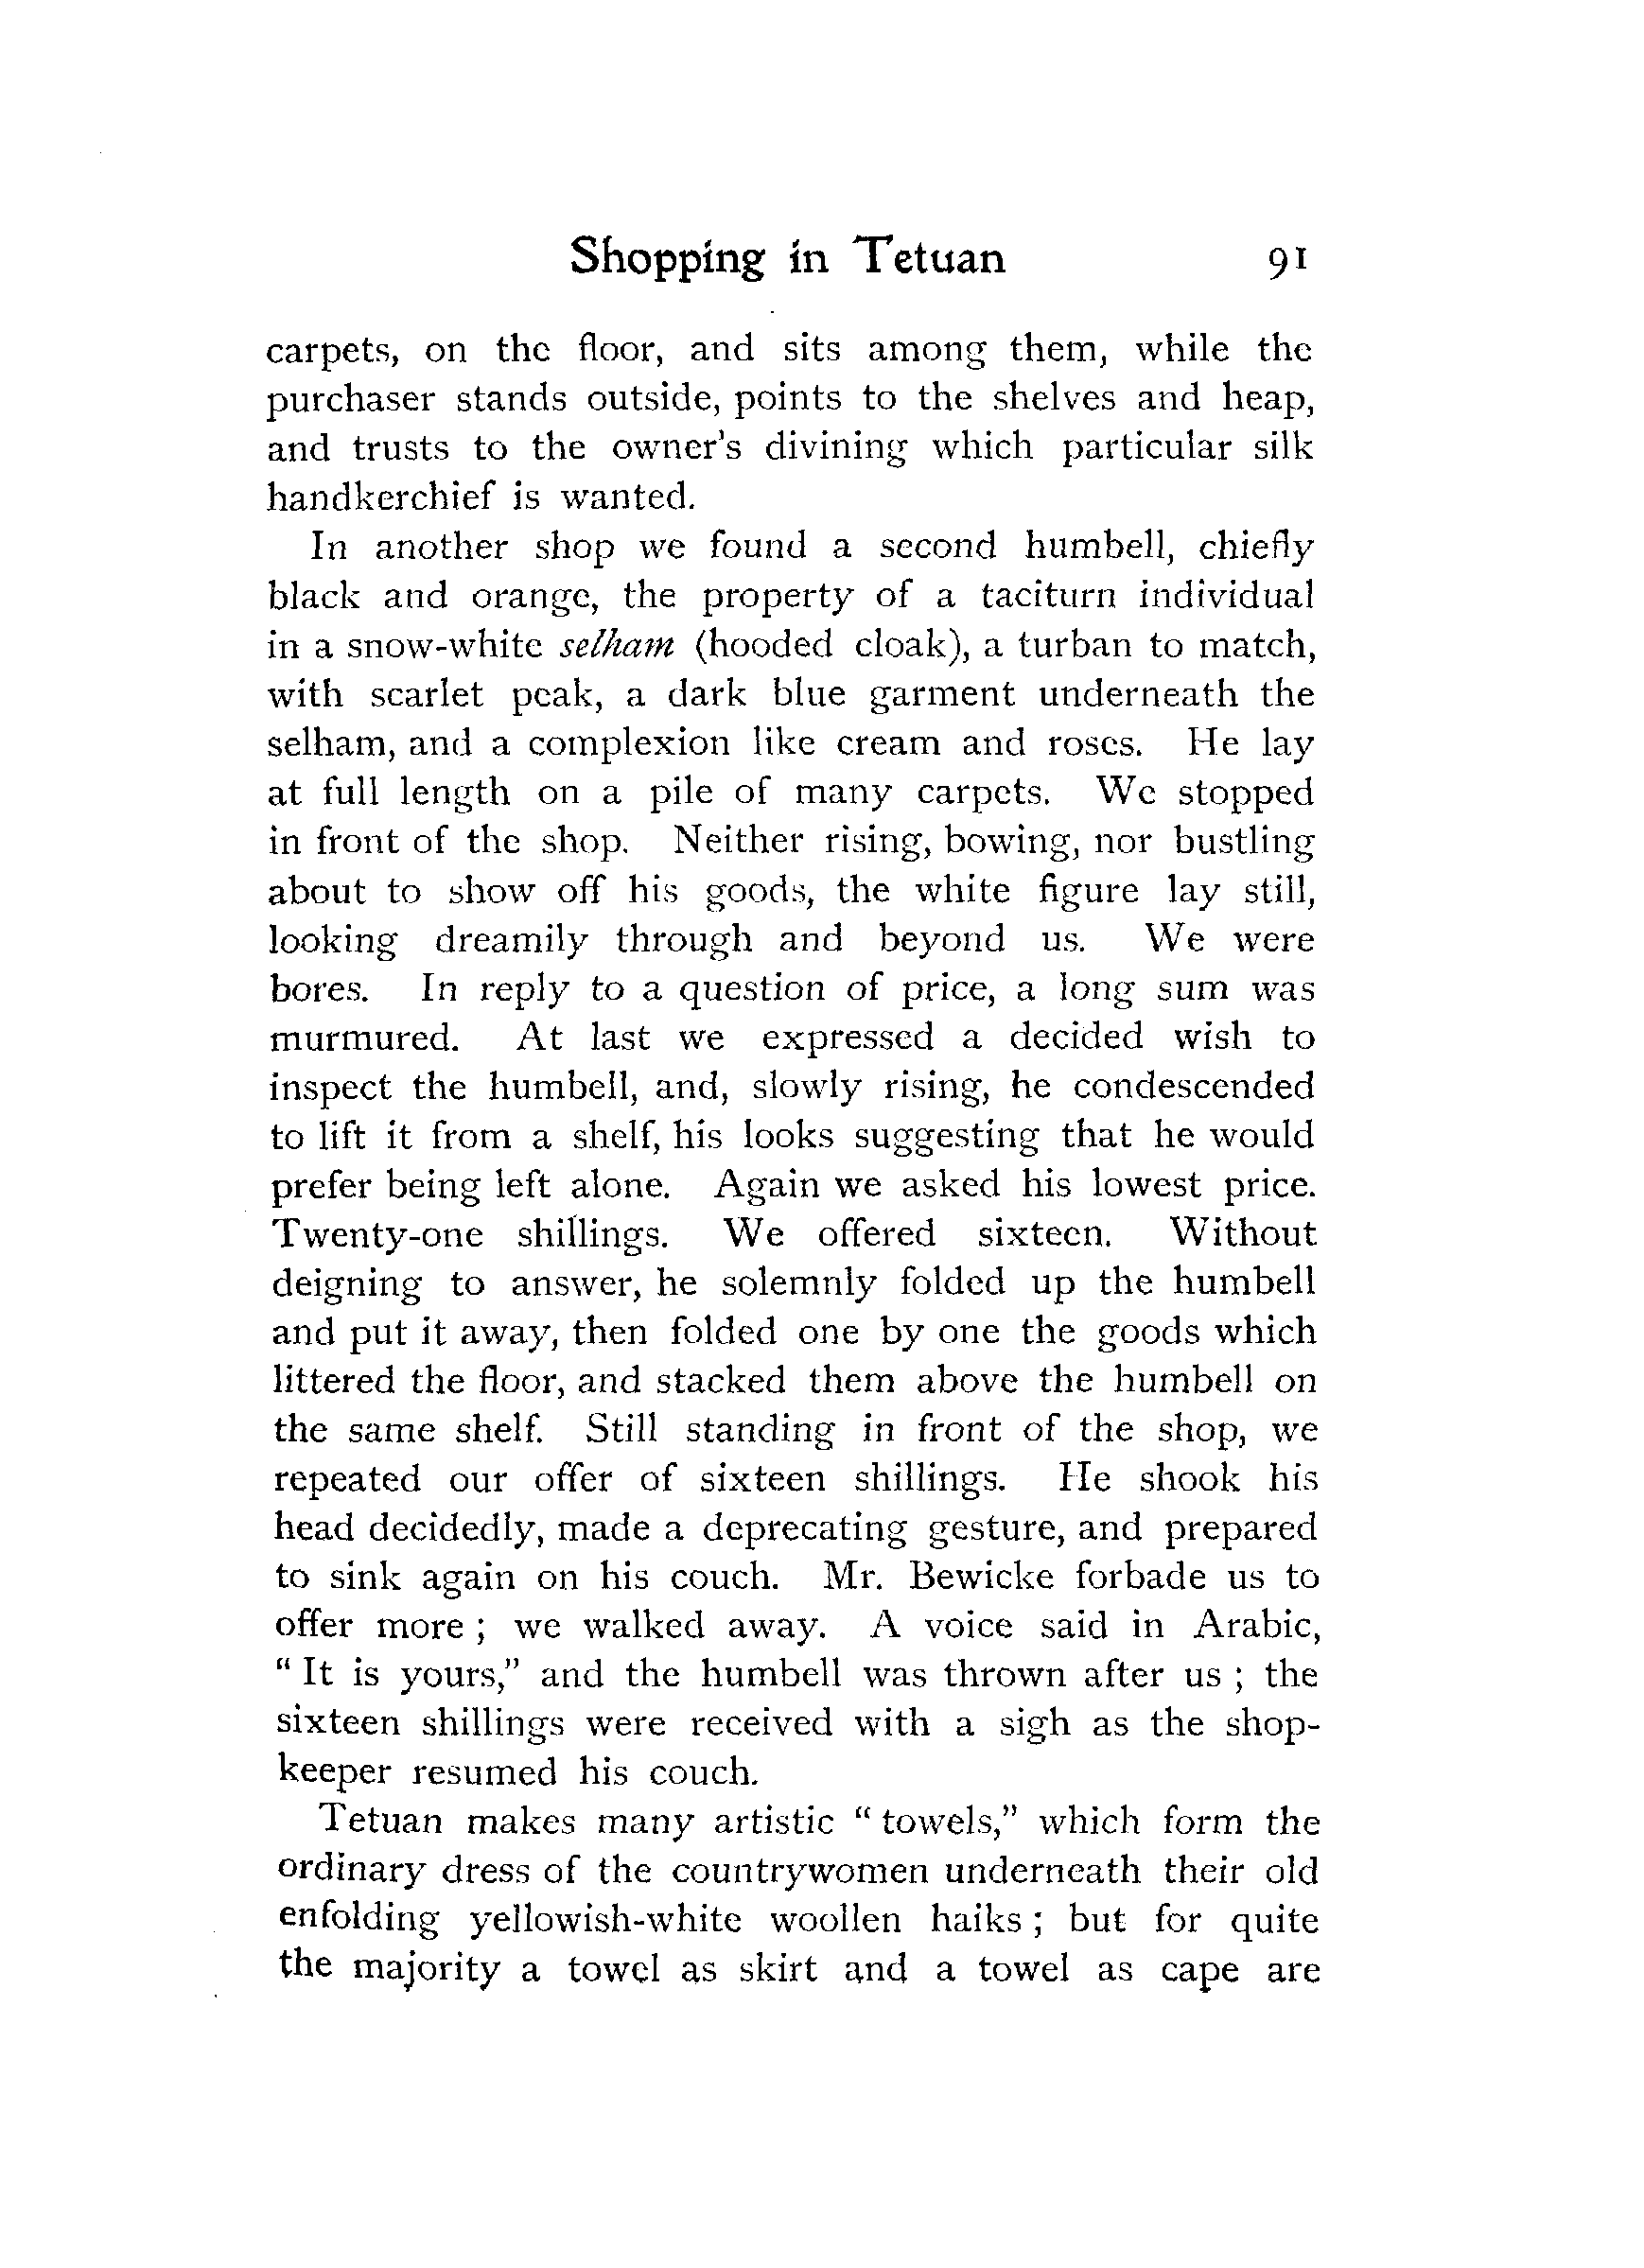 Shopping in Tetuan 91
carpets, on the floor, and sits among them, while the
purchaser stands outside, points to the shelves and heap,
and trusts to the owner's divining which particular silk
handkerchief is wanted.
In another shop we found a second humbell, chiefly
black and orange, the property of a taciturn individual
in a snow-white selham (hooded cloak), a turban to match,
with scarlet peak, a dark blue garment underneath the
selham, and a complexion like cream and roses. He lay
at full length on a pile of many carpets. We stopped
in front of the shop. Neither rising, bowing, nor bustling
about to show off his goods, the white figure lay still,
looking dreamily through and beyond us. We were
bores. In reply to a question of price, a long sum was
murmured. At last we expressed a decided wish to
inspect the humbell, and, slowly rising, he condescended
to lift it from a shelf, his looks suggesting that he would
prefer being left alone. Again we asked his lowest price.
Twenty-one shillings. We offered sixteen. Without
deigning to answer, he solemnly folded up the humbell
and put it away, then folded one by one the goods which
littered the floor, and stacked them above the humbell on
the same shelf. Still standing in front of the shop, we
repeated our offer of sixteen shillings. He shook his
head decidedly, made a deprecating gesture, and prepared
to sink again on his couch. Mr. Bewicke forbade us to
offer more ; we walked away. A voice said in Arabic,
" It is yours," and the humbell was thrown after us ; the
sixteen shillings were received with a sigh as the shop-
keeper resumed his couch.
Tetuan makes many artistic " towels," which form the
ordinary dress of the countrywomen underneath their old
enfolding yellowish-white woollen haiks ; but for quite
the majority a towel as skirt and a towel as cape are